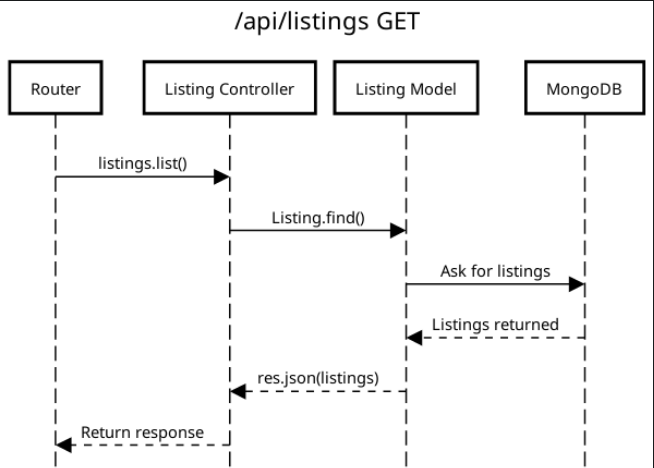 /api/listings GET
Router
Listing Controller
Listing Model
MongoDB
listings.list()
Listing.find()
Ask for listings
Listings returned
res.json(listings)
Return response